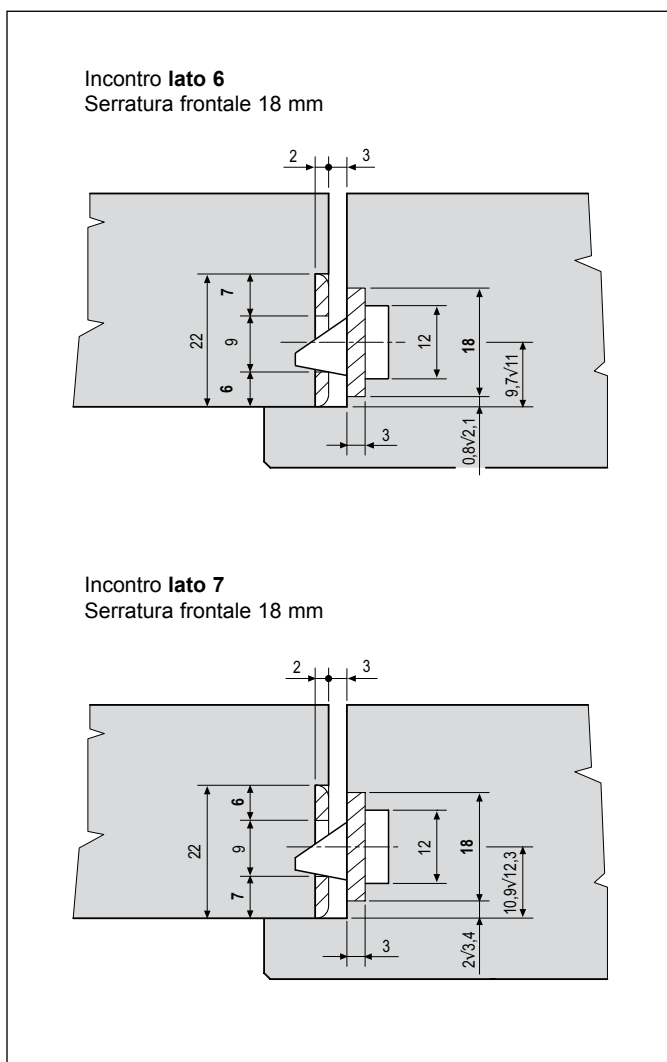 Incontro lato 6
Serratura frontale 18 mm
2 3
7
22 9 12 18 9,7√11
6
3 0,8√2,1
Incontro lato 7
Serratura frontale 18 mm
2 3
6
22 9 12 18 10,9√12,3
7
3 2√3,4